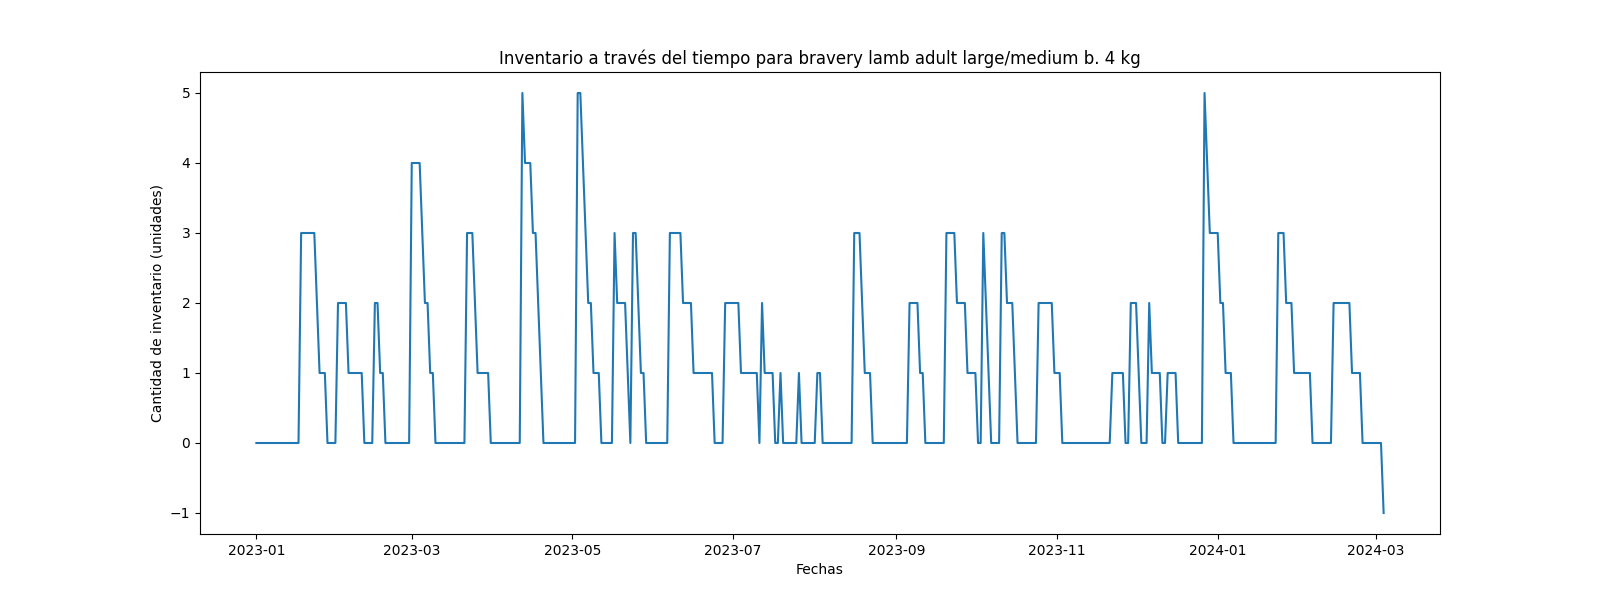 Inventario a través del tiempo para bravery lamb adult large/medium b. 4 kg
Cantidad de inventario (unidades)
5
4
3
2
1
0
−1
2023-01 2023-03 2023-05 2023-07 2023-09 2023-11 2024-01 2024-03
Fechas